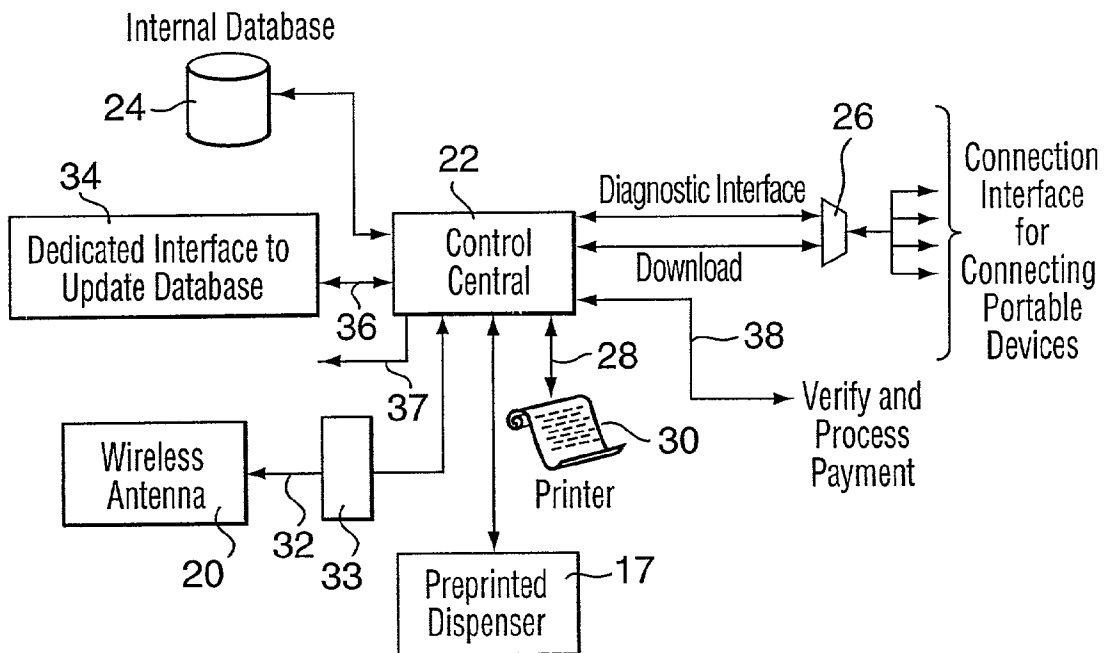 Internal Database
24
34
Dedicated Interface to
Update Database
36
22
Control
Central
Diagnostic Interface
Download
26
Connection
Interface
for
Connecting
Portable
Devices
38
Verify and
Process
Payment
37
28
30
Printer
Wireless
Antenna
20
32
33
Preprinted
Dispenser
17